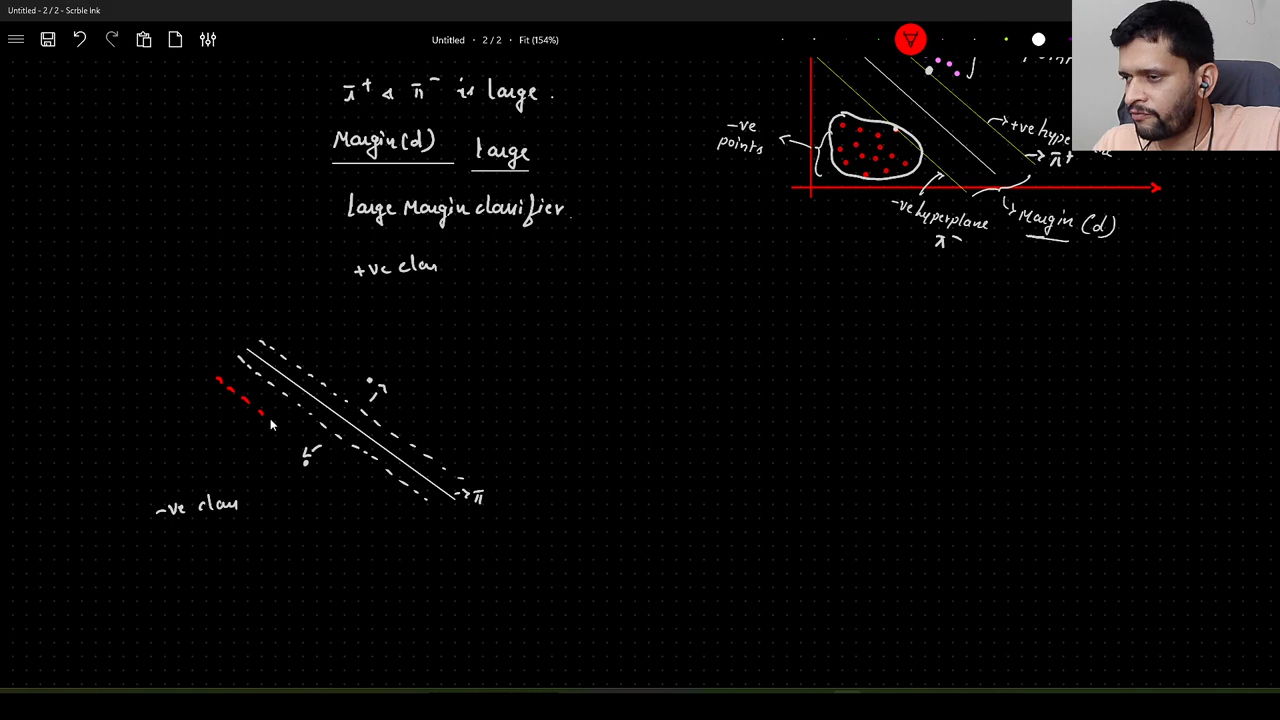 Untitled - 2 / 2 - Scrble Ink
Untitled • 2 / 2 • Fit (154%)
π+ & π- is large.
Margin(d) large
large Margin classifier.
+ve class
π
-ve class
-ve
points
+ve hype
π+
-ve hyperplane
π-
Margin (d)